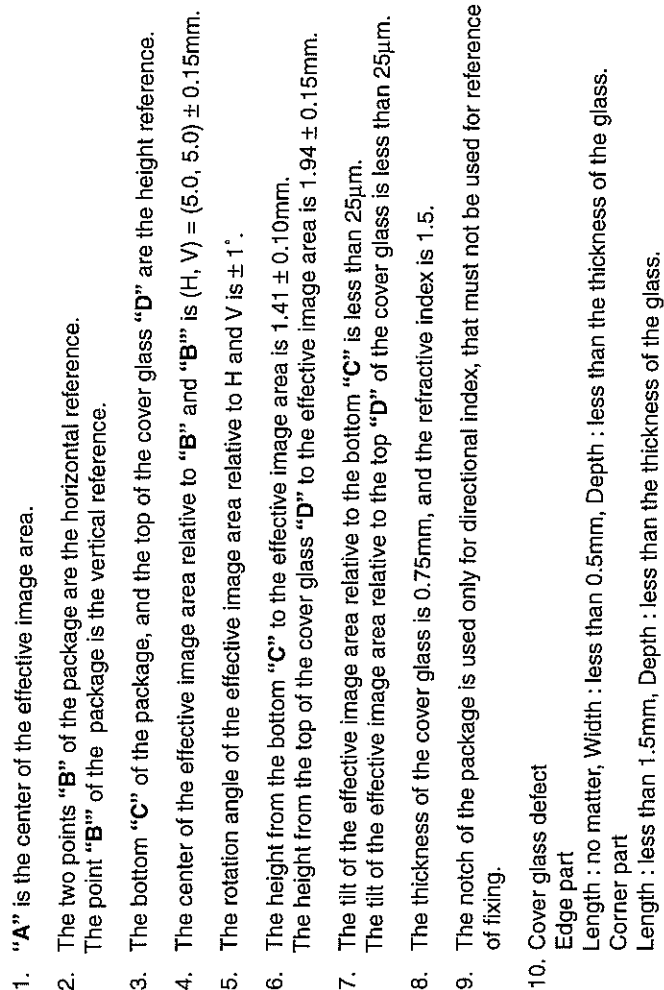 1. “A” is the center of the effective image area.
2. The two points “B” of the package are the horizontal reference.
The point “B'” of the package is the vertical reference.
3. The bottom “C” of the package, and the top of the cover glass “D” are the height reference.
4. The center of the effective image area relative to “B” and “B'” is (H, V) = (5.0, 5.0) ± 0.15mm.
5. The rotation angle of the effective image area relative to H and V is ± 1˚.
6. The height from the bottom “C” to the effective image area is 1.41 ± 0.10mm.
The height from the top of the cover glass “D” to the effective image area is 1.94 ± 0.15mm.
7. The tilt of the effective image area relative to the bottom “C” is less than 25µm.
The tilt of the effective image area relative to the top “D” of the cover glass is less than 25µm.
8. The thickness of the cover glass is 0.75mm, and the refractive index is 1.5.
9. The notch of the package is used only for directional index, that must not be used for reference
of fixing.
10. Cover glass defect
Edge part
Length : no matter, Width : less than 0.5mm, Depth : less than the thickness of the glass.
Corner part
Length : less than 1.5mm, Depth : less than the thickness of the glass.